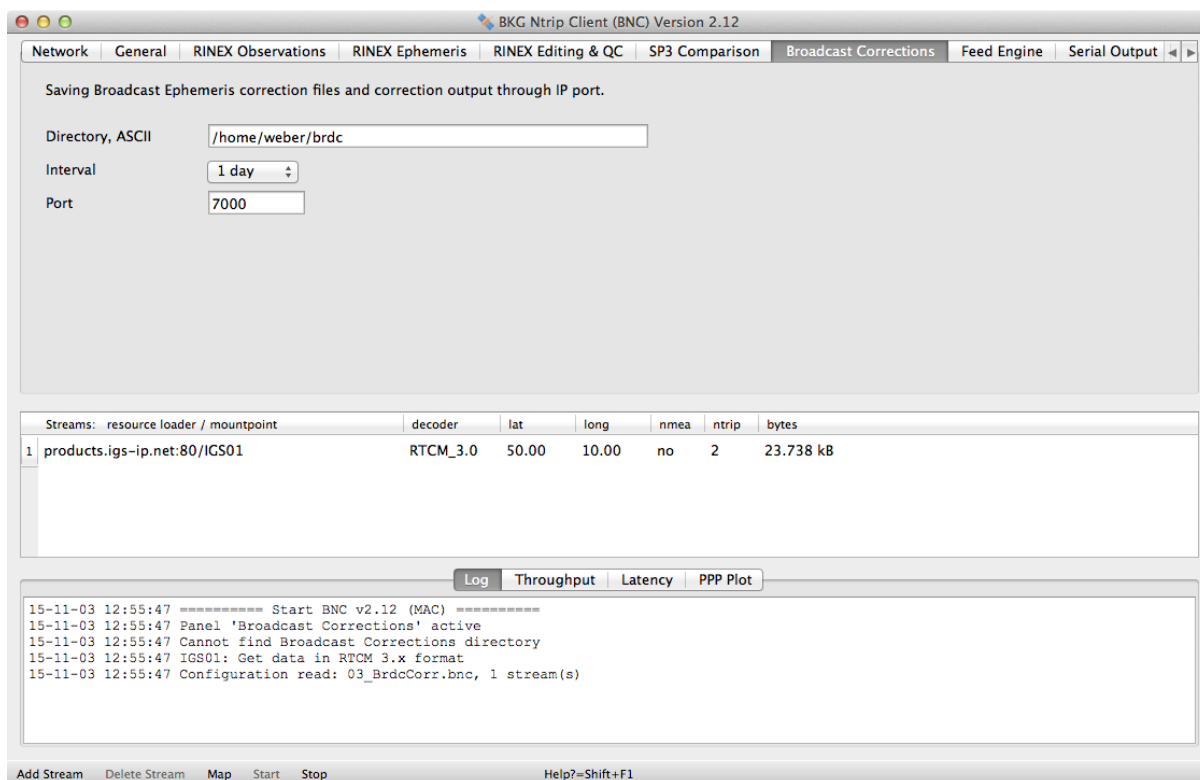 BKG Ntrip Client (BNC) Version 2.12
Network General RINEX Observations RINEX Ephemeris RINEX Editing & QC SP3 Comparison Broadcast Corrections Feed Engine Serial Output
Saving Broadcast Ephemeris correction files and correction output through IP port.
Directory, ASCII /home/weber/brdc
Interval 1 day
Port 7000
Streams: resource loader / mountpoint decoder lat long nmea ntrip bytes
1 products.igs-ip.net:80/IGS01 RTCM_3.0 50.00 10.00 no 2 23.738 kB
Log Throughput Latency PPP Plot
15-11-03 12:55:47 ========== Start BNC v2.12 (MAC) ==========
15-11-03 12:55:47 Panel 'Broadcast Corrections' active
15-11-03 12:55:47 Cannot find Broadcast Corrections directory
15-11-03 12:55:47 IGS01: Get data in RTCM 3.x format
15-11-03 12:55:47 Configuration read: 03_BrdcCorr.bnc, 1 stream(s)
Add Stream Delete Stream Map Start Stop Help?=Shift+F1